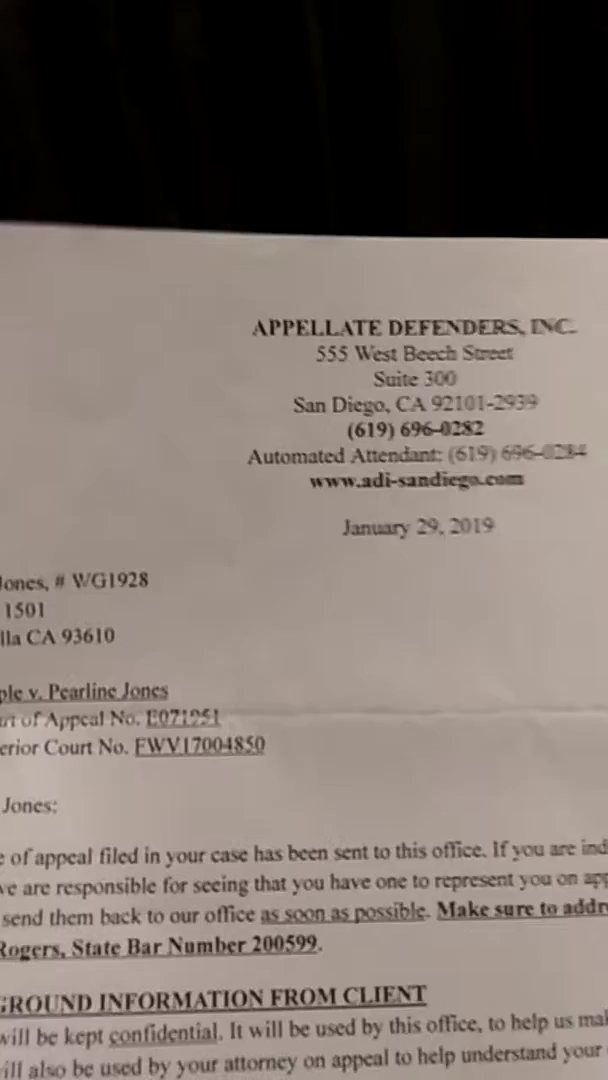 APPELLATE DEFENDERS, INC.
555 West Beech Street
Suite 300
San Diego, CA 92101-2939
(619) 696-0282
Automated Attendant: (619) 696-0284
www.adi-sandiego.com
January 29, 2019
Jones, # WG1928
1501
lla CA 93610
ple v. Pearline Jones
urt of Appeal No. E071951
erior Court No. FWV17004850
Jones:
e of appeal filed in your case has been sent to this office. If you are ind
we are responsible for seeing that you have one to represent you on app
send them back to our office as soon as possible. Make sure to addr
Rogers, State Bar Number 200599.
GROUND INFORMATION FROM CLIENT
will be kept confidential. It will be used by this office, to help us mak
will also be used by your attorney on appeal to help understand your